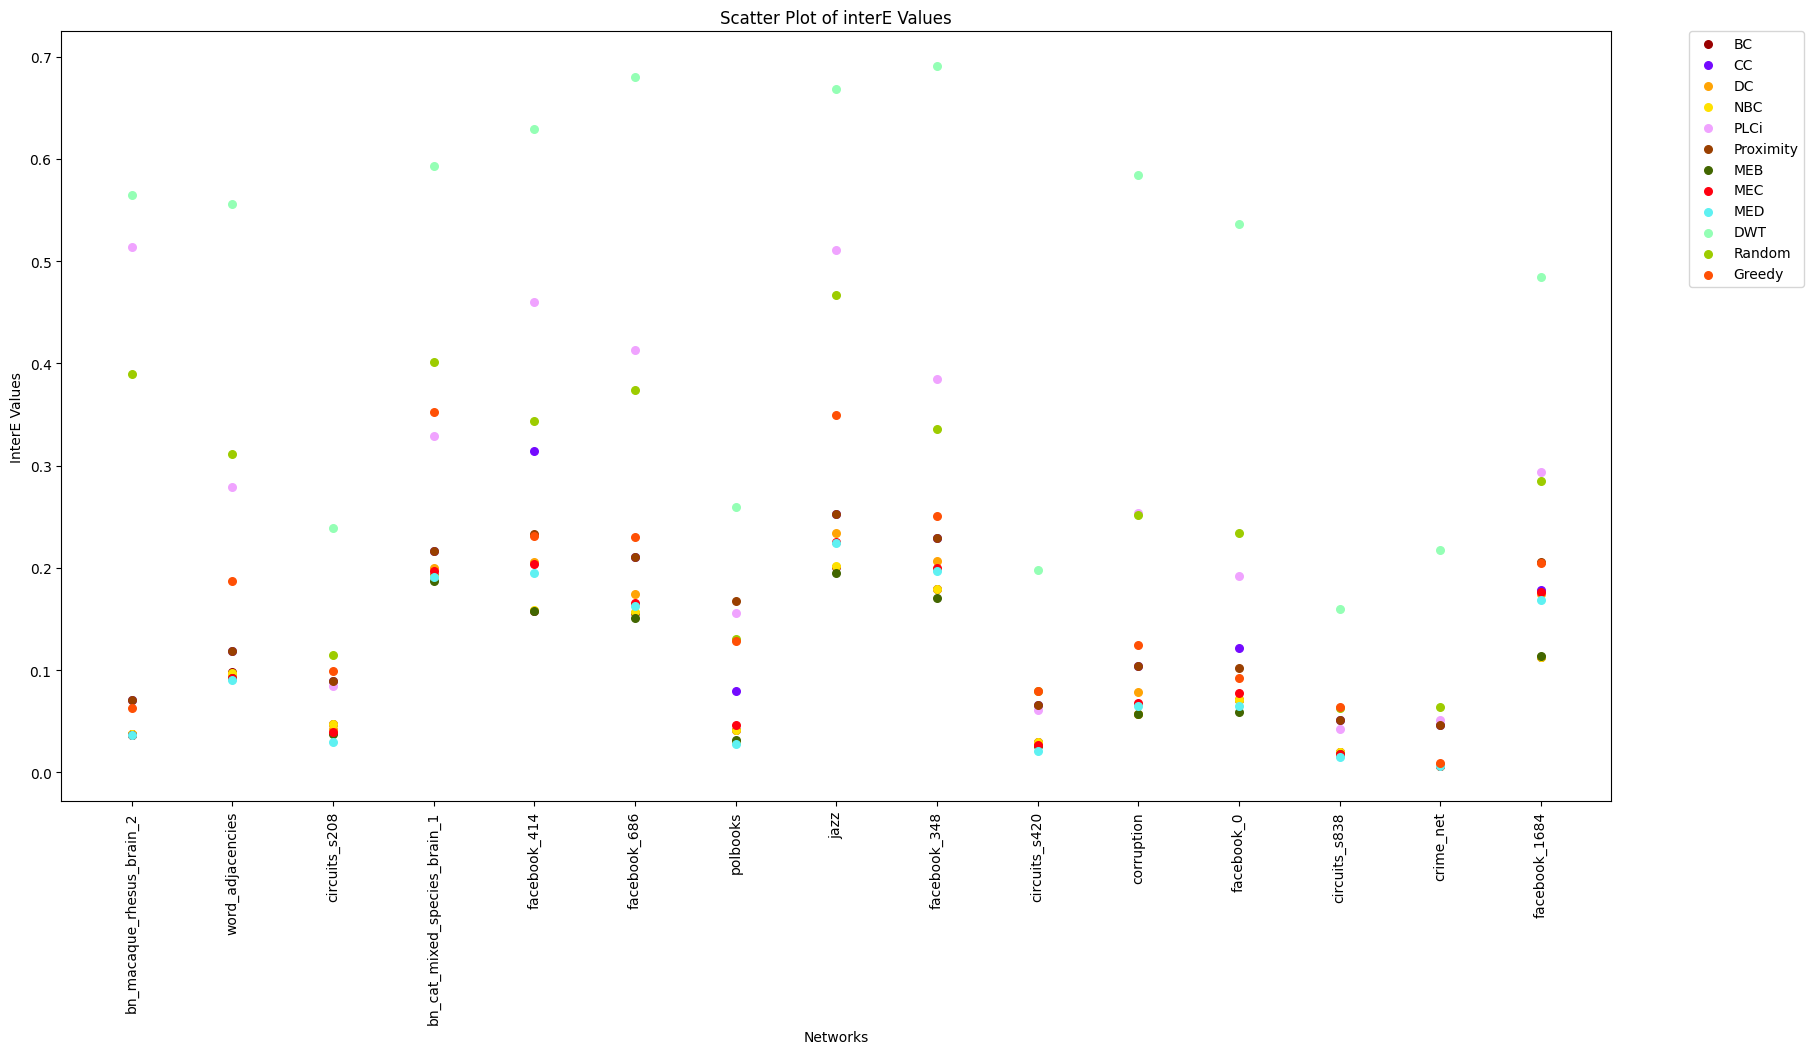 Scatter Plot of interE Values
InterE Values
0.7
0.6
0.5
0.4
0.3
0.2
0.1
0.0
bn_macaque_rhesus_brain_2
word_adjacencies
circuits_s208
bn_cat_mixed_species_brain_1
facebook_414
facebook_686
polbooks
jazz
facebook_348
circuits_s420
corruption
facebook_0
circuits_s838
crime_net
facebook_1684
Networks
BC
CC
DC
NBC
PLCi
Proximity
MEB
MEC
MED
DWT
Random
Greedy